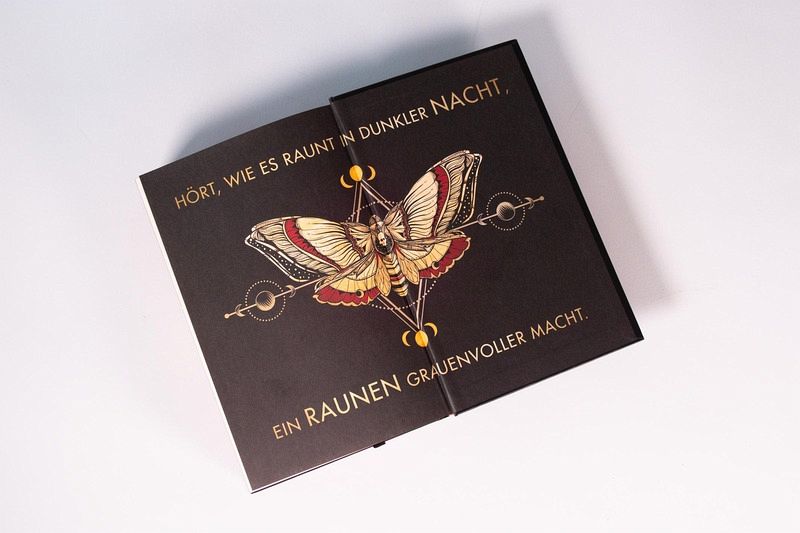 HÖRT, WIE ES RAUNT IN DUNKLER NACHT,
EIN RAUNEN GRAUENVOLLER MACHT.